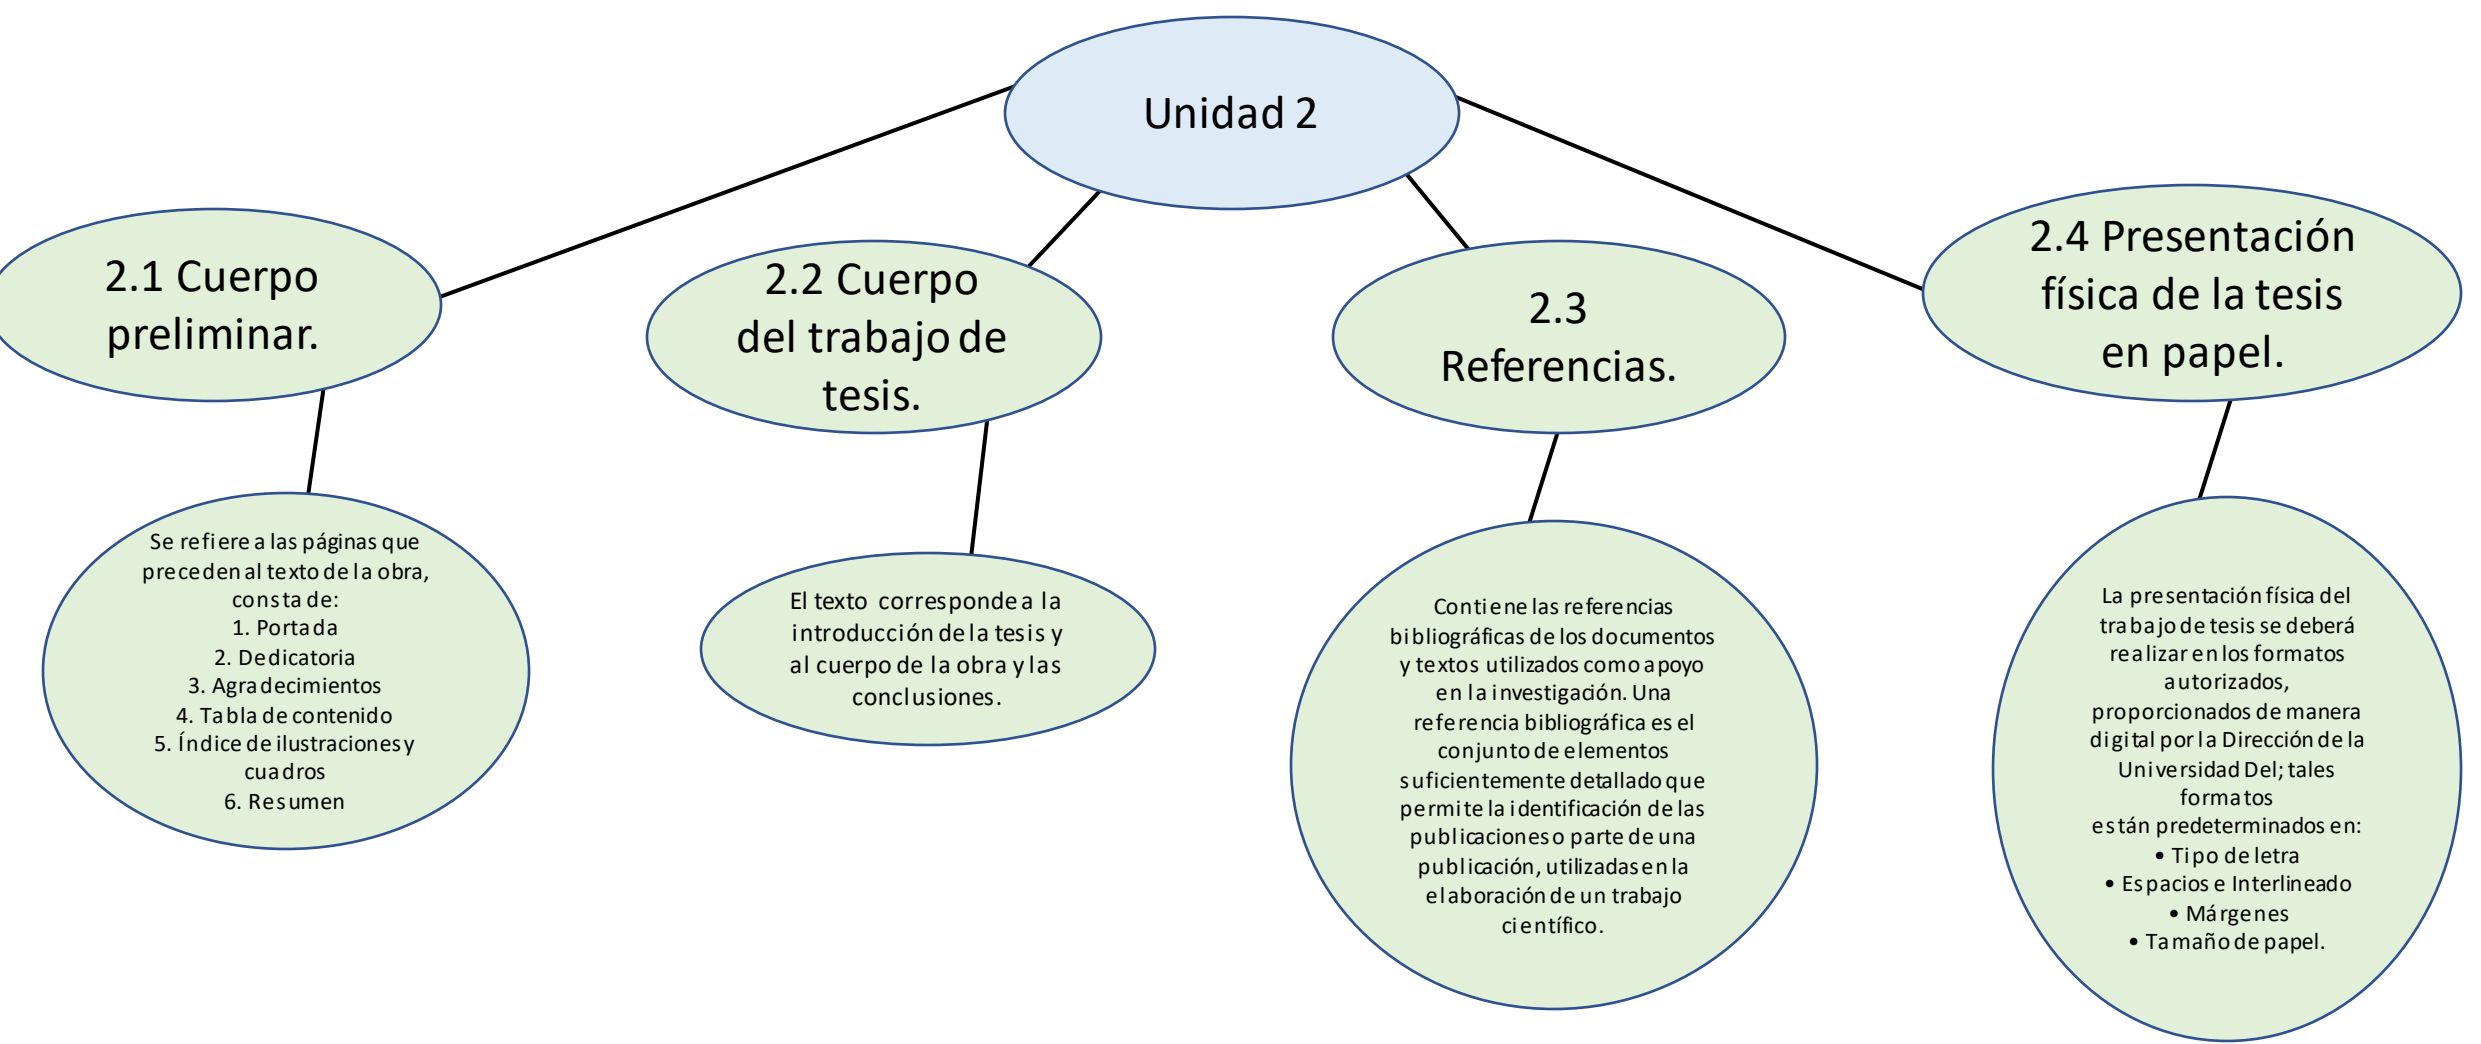 Unidad 2
2.1 Cuerpo
preliminar.
2.2 Cuerpo
del trabajo de
tesis.
2.3
Referencias.
2.4 Presentación
física de la tesis
en papel.
Se refiere a las páginas que
preceden al texto de la obra,
consta de:
1. Portada
2. Dedicatoria
3. Agradecimientos
4. Tabla de contenido
5. Índice de ilustraciones y
cuadros
6. Resumen
El texto corresponde a la
introducción de la tesis y
al cuerpo de la obra y las
conclusiones.
Contiene las referencias
bibliográficas de los documentos
y textos utilizados como apoyo
en la investigación. Una
referencia bibliográfica es el
conjunto de elementos
suficientemente detallado que
permite la identificación de las
publicaciones o parte de una
publicación, utilizadas en la
elaboración de un trabajo
científico.
La presentación física del
trabajo de tesis se deberá
realizar en los formatos
autorizados,
proporcionados de manera
digital por la Dirección de la
Universidad Del; tales
formatos
están predeterminados en:
• Tipo de letra
• Espacios e Interlineado
• Márgenes
• Tamaño de papel.